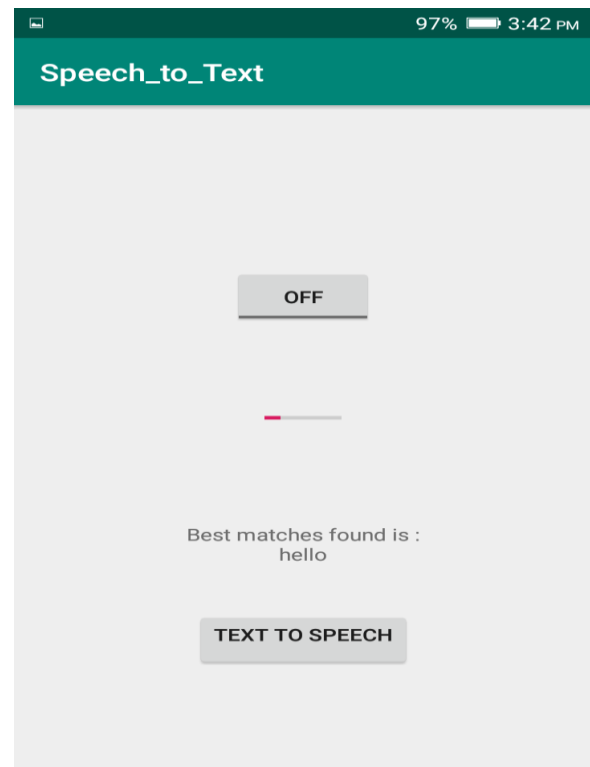 97% 3:42 PM
Speech_to_Text
OFF
Best matches found is :
hello
TEXT TO SPEECH